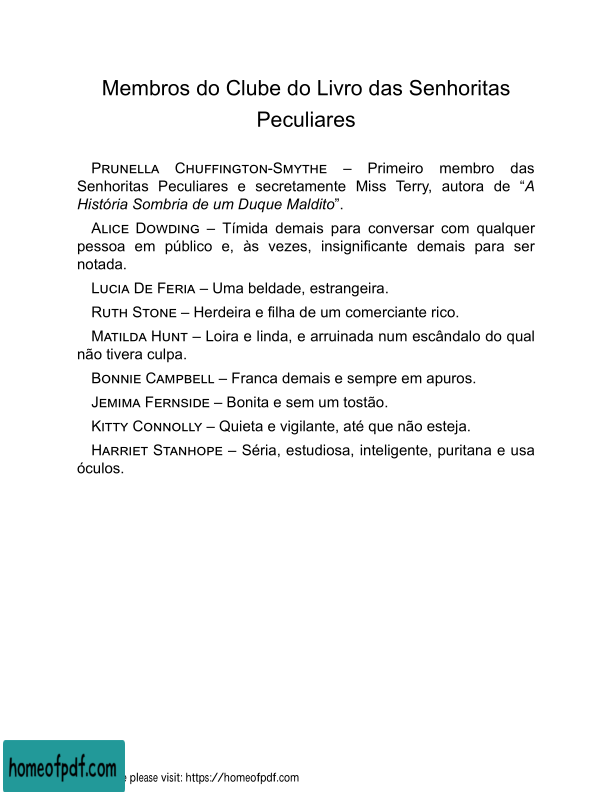 Membros do Clube do Livro das Senhoritas
Peculiares
Prunella Chuffington-Smythe – Primeiro membro das
Senhoritas Peculiares e secretamente Miss Terry, autora de “A
História Sombria de um Duque Maldito”.
Alice Dowding – Tímida demais para conversar com qualquer
pessoa em público e, às vezes, insignificante demais para ser
notada.
Lucia De Feria – Uma beldade, estrangeira.
Ruth Stone – Herdeira e filha de um comerciante rico.
Matilda Hunt – Loira e linda, e arruinada num escândalo do qual
não tivera culpa.
Bonnie Campbell – Franca demais e sempre em apuros.
Jemima Fernside – Bonita e sem um tostão.
Kitty Connolly – Quieta e vigilante, até que não esteja.
Harriet Stanhope – Séria, estudiosa, inteligente, puritana e usa
óculos.
homeofpdf.com
please visit: https://homeofpdf.com